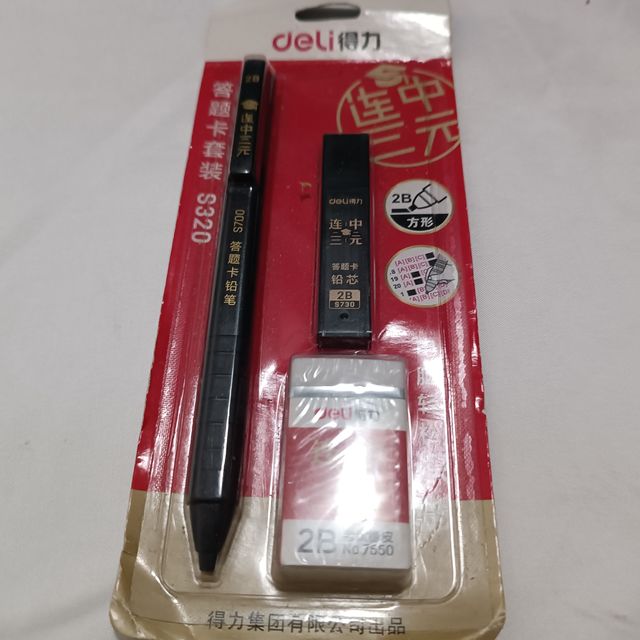 deli得力
答题卡套装 S320
连中
三元
2B
连中三元
S700 答题卡铅笔
deli得力
连中
三元
答题卡
铅芯
2B
S730
2B
方形
deli得力
2B
No.7550
得力集团有限公司出品